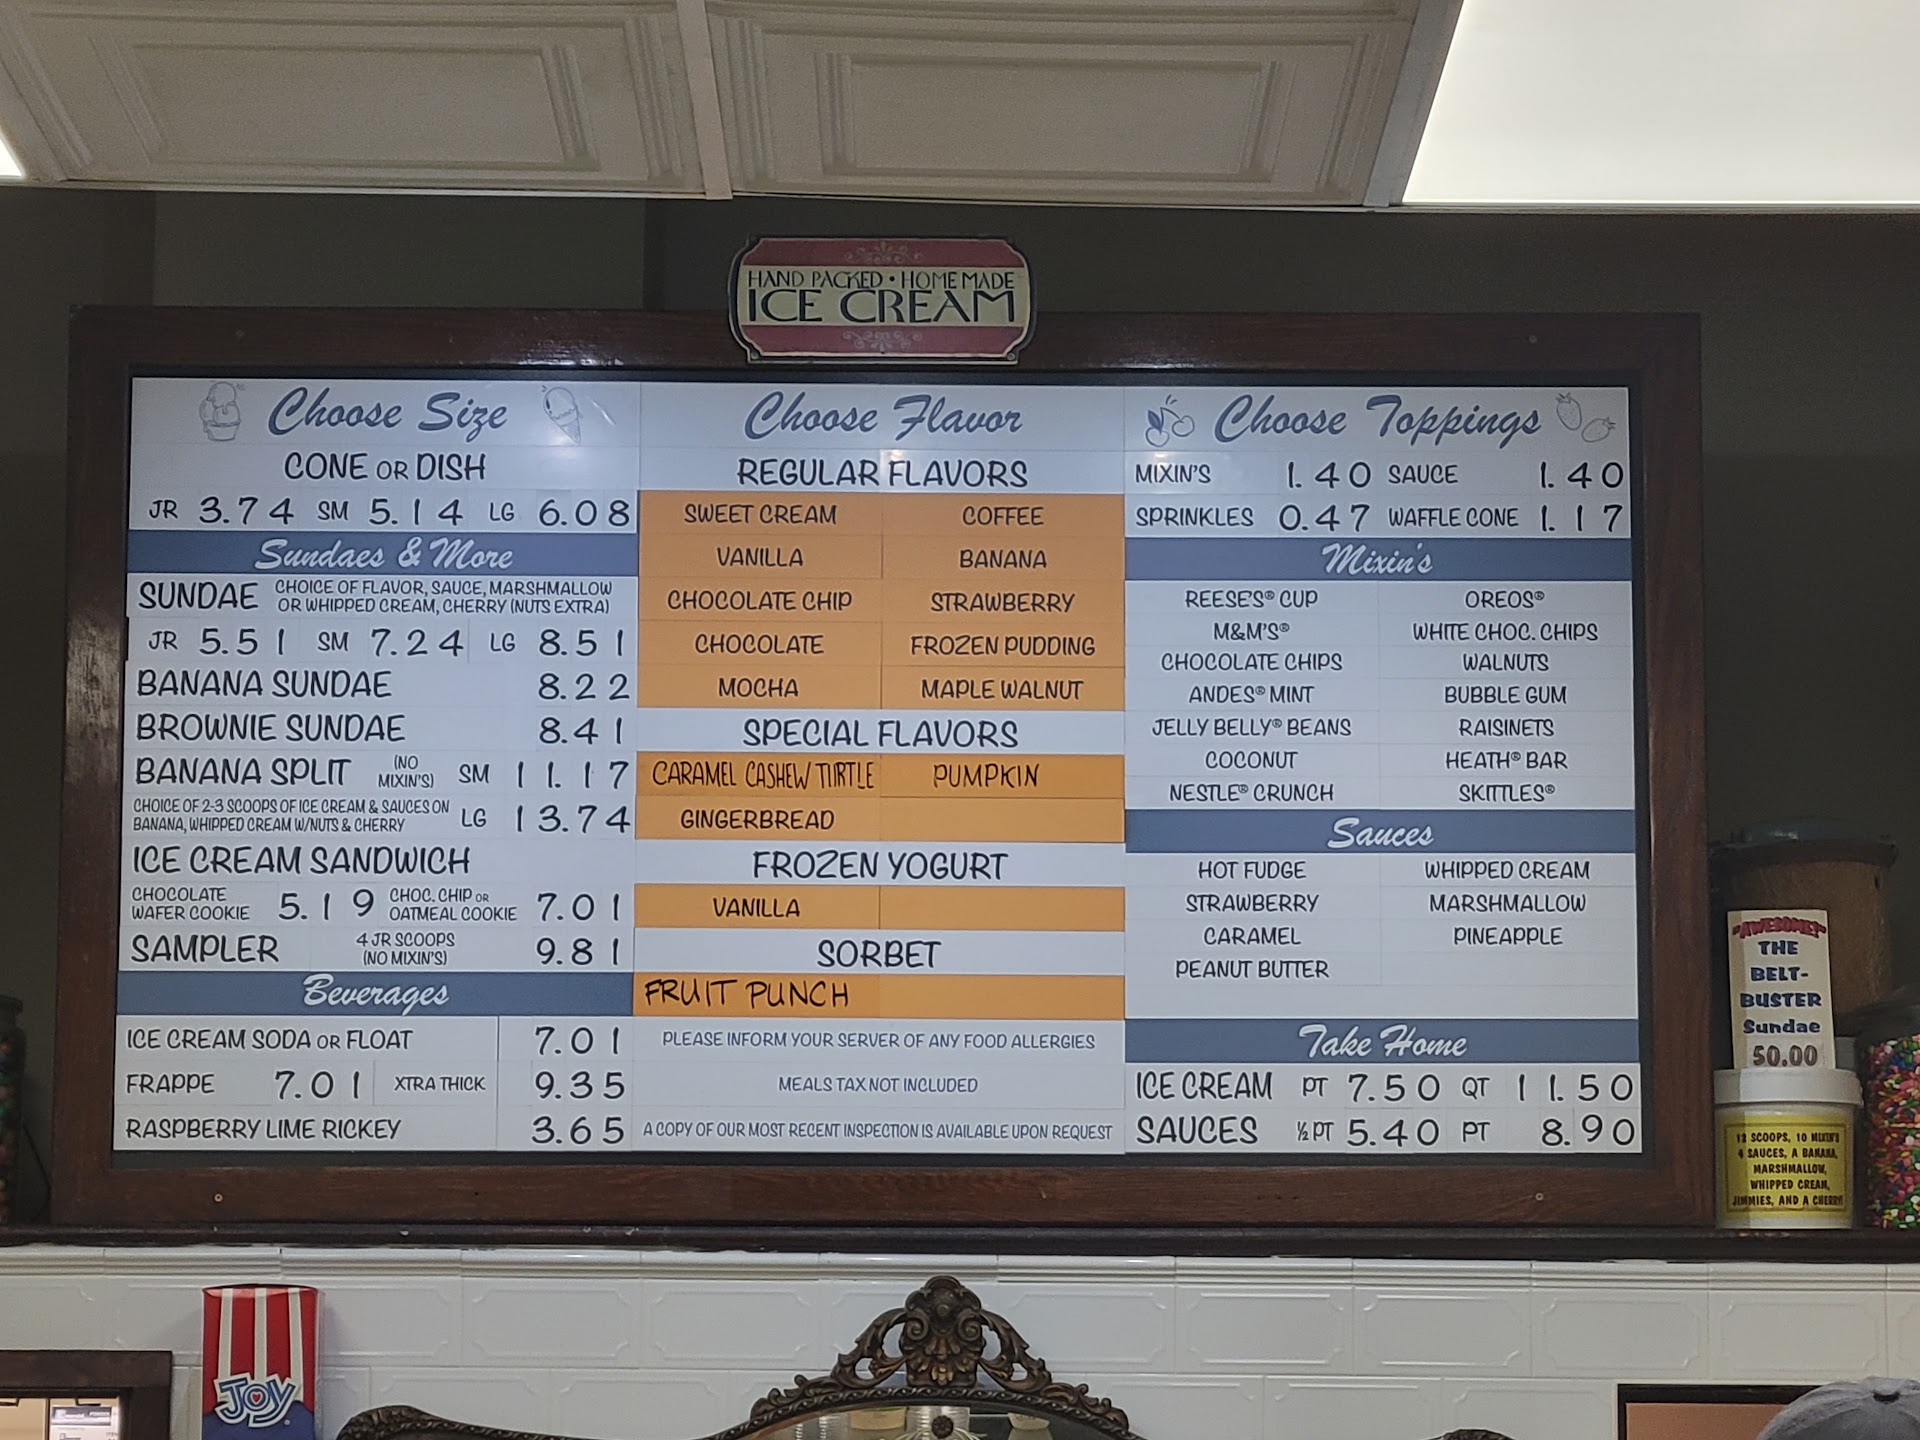 HAND PACKED • HOMEMADE
ICE CREAM
Choose Size
CONE OR DISH
JR 3.74 SM 5.14 LG 6.08
Sundaes & More
SUNDAE CHOICE OF FLAVOR, SAUCE, MARSHMALLOW
OR WHIPPED CREAM, CHERRY (NUTS EXTRA)
JR 5.51 SM 7.24 LG 8.51
BANANA SUNDAE 8.22
BROWNIE SUNDAE 8.41
BANANA SPLIT (NO MIXIN'S) SM 11.17
CHOICE OF 2-3 SCOOPS OF ICE CREAM & SAUCES ON
BANANA, WHIPPED CREAM W/NUTS & CHERRY LG 13.74
ICE CREAM SANDWICH
CHOCOLATE WAFER COOKIE 5.19 CHOC. CHIP OR OATMEAL COOKIE 7.01
SAMPLER 4 JR SCOOPS (NO MIXIN'S) 9.81
Beverages
ICE CREAM SODA OR FLOAT 7.01
FRAPPE 7.01 XTRA THICK 9.35
RASPBERRY LIME RICKEY 3.65
Choose Flavor
REGULAR FLAVORS
SWEET CREAM COFFEE
VANILLA BANANA
CHOCOLATE CHIP STRAWBERRY
CHOCOLATE FROZEN PUDDING
MOCHA MAPLE WALNUT
SPECIAL FLAVORS
CARAMEL CASHEW TIRTLE PUMPKIN
GINGERBREAD
FROZEN YOGURT
VANILLA
SORBET
FRUIT PUNCH
PLEASE INFORM YOUR SERVER OF ANY FOOD ALLERGIES
MEALS TAX NOT INCLUDED
A COPY OF OUR MOST RECENT INSPECTION IS AVAILABLE UPON REQUEST
Choose Toppings
MIXIN'S 1.40 SAUCE 1.40
SPRINKLES 0.47 WAFFLE CONE 1.17
Mixin's
REESE'S® CUP OREOS®
M&M'S® WHITE CHOC. CHIPS
CHOCOLATE CHIPS WALNUTS
ANDES® MINT BUBBLE GUM
JELLY BELLY® BEANS RAISINETS
COCONUT HEATH® BAR
NESTLE® CRUNCH SKITTLES®
Sauces
HOT FUDGE WHIPPED CREAM
STRAWBERRY MARSHMALLOW
CARAMEL PINEAPPLE
PEANUT BUTTER
Take Home
ICE CREAM PT 7.50 QT 11.50
SAUCES ½ PT 5.40 PT 8.90
"AWESOME!"
THE
BELT-
BUSTER
Sundae
50.00
12 SCOOPS, 10 MIXIN'S
4 SAUCES, A BANANA,
MARSHMALLOW,
WHIPPED CREAM,
JIMMIES, AND A CHERRY!
JOY